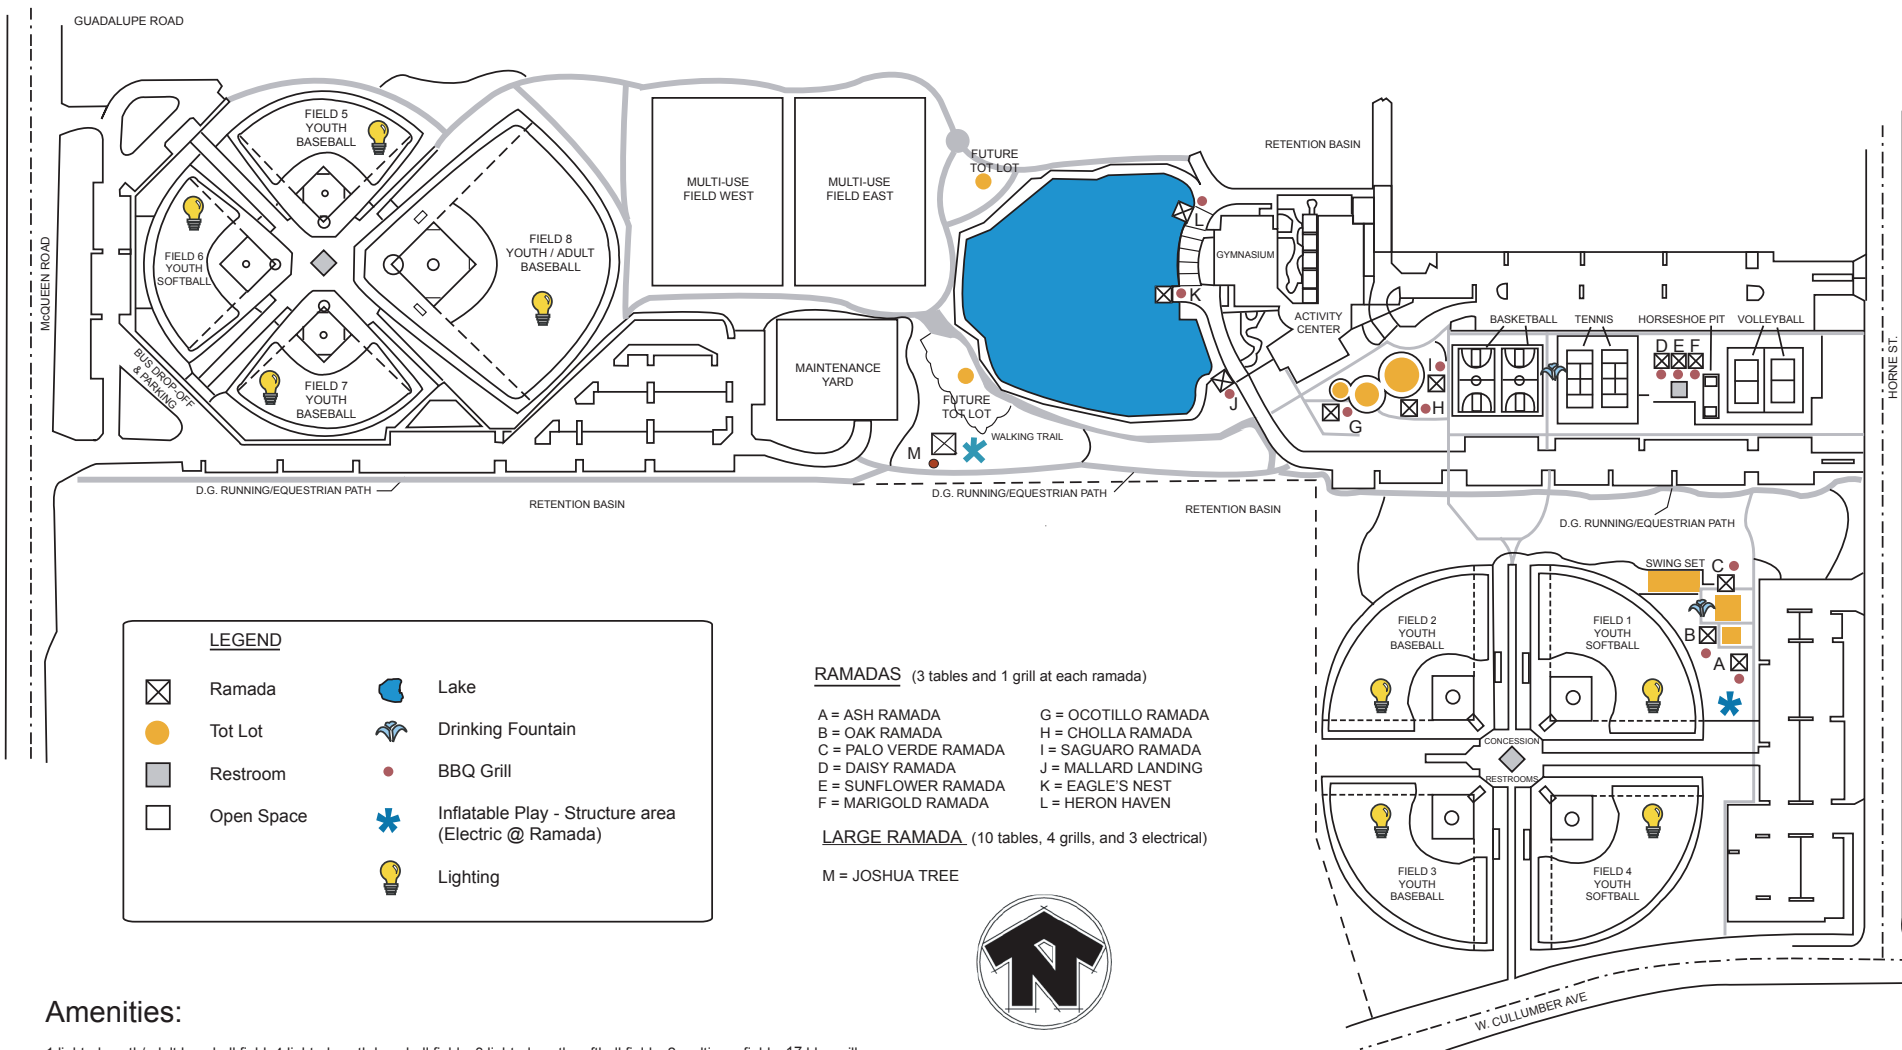 GUADALUPE ROAD
McQUEEN ROAD
FIELD 5
YOUTH
BASEBALL
FIELD 6
YOUTH
SOFTBALL
FIELD 7
YOUTH
BASEBALL
FIELD 8
YOUTH / ADULT
BASEBALL
BUS DROP-OFF
& PARKING
MULTI-USE
FIELD WEST
MULTI-USE
FIELD EAST
MAINTENANCE
YARD
FUTURE
TOT LOT
FUTURE
TOT LOT
WALKING TRAIL
M
D.G. RUNNING/EQUESTRIAN PATH
RETENTION BASIN
D.G. RUNNING/EQUESTRIAN PATH
RETENTION BASIN
RETENTION BASIN
L
K
J
GYMNASIUM
ACTIVITY
CENTER
I
H
G
BASKETBALL
TENNIS
HORSESHOE PIT
VOLLEYBALL
D E F
HORNE ST.
D.G. RUNNING/EQUESTRIAN PATH
SWING SET
C
B
A
FIELD 2
YOUTH
BASEBALL
FIELD 1
YOUTH
SOFTBALL
CONCESSION
RESTROOMS
FIELD 3
YOUTH
BASEBALL
FIELD 4
YOUTH
SOFTBALL
W. CULLUMBER AVE
LEGEND
Ramada
Tot Lot
Restroom
Open Space
Lake
Drinking Fountain
BBQ Grill
Inflatable Play - Structure area
(Electric @ Ramada)
Lighting
RAMADAS (3 tables and 1 grill at each ramada)
A = ASH RAMADA
B = OAK RAMADA
C = PALO VERDE RAMADA
D = DAISY RAMADA
E = SUNFLOWER RAMADA
F = MARIGOLD RAMADA
G = OCOTILLO RAMADA
H = CHOLLA RAMADA
I = SAGUARO RAMADA
J = MALLARD LANDING
K = EAGLE'S NEST
L = HERON HAVEN
LARGE RAMADA (10 tables, 4 grills, and 3 electrical)
M = JOSHUA TREE
N
Amenities: